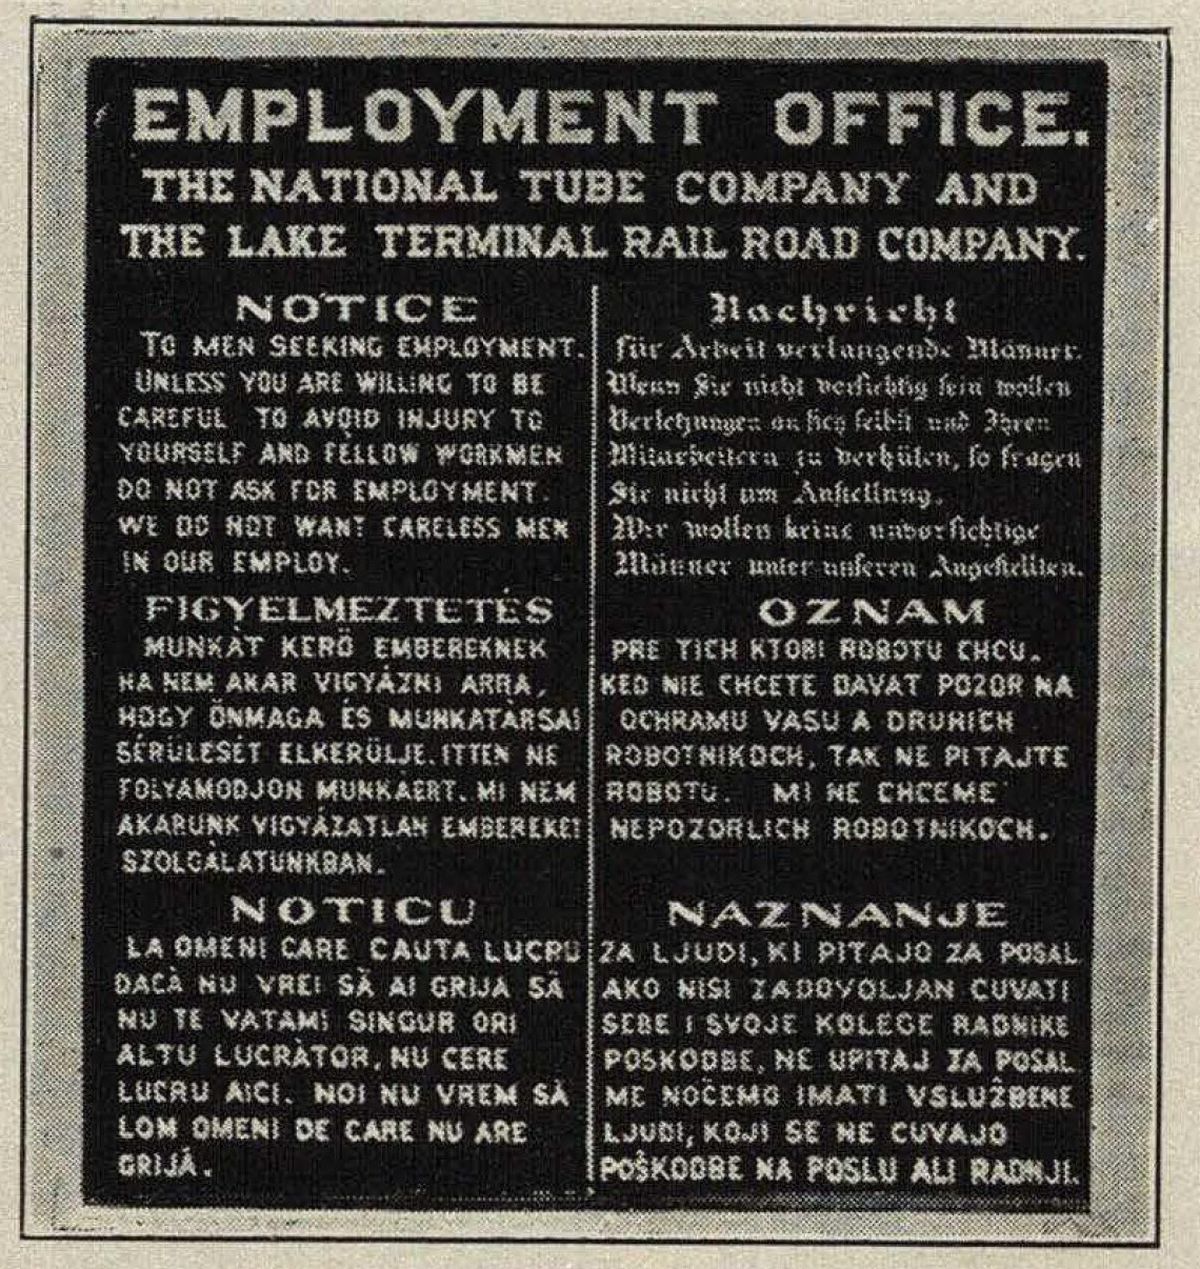 EMPLOYMENT OFFICE.
THE NATIONAL TUBE COMPANY AND
THE LAKE TERMINAL RAIL ROAD COMPANY.
NOTICE
TO MEN SEEKING EMPLOYMENT.
UNLESS YOU ARE WILLING TO BE
CAREFUL TO AVOID INJURY TO
YOURSELF AND FELLOW WORKMEN
DO NOT ASK FOR EMPLOYMENT.
WE DO NOT WANT CARELESS MEN
IN OUR EMPLOY.
Nachricht
für Arbeit verlangende Männer.
Wenn Sie nicht vorsichtig sein wollen
Verletzungen an sich selbst und Ihren
Mitarbeitern zu verhüten, so fragen
Sie nicht um Anstellung.
Wir wollen keine unvorsichtige
Männer unter unseren Angestellten.
FIGYELMEZTETÉS
MUNKÁT KERŐ EMBEREKNEK
HA NEM AKAR VIGYÁZNI ARRA,
HOGY ÖNMAGA ÉS MUNKATÁRSAI
SÉRÜLESÉT ELKERÜLJE. ITTEN NE
FOLYAMODJON MUNKÁÉRT. MI NEM
AKARUNK VIGYÁZATLAN EMBEREKET
SZOLGÁLATUNKBAN.
OZNAM
PRE TICH KTORI ROBOTU CHCU.
KED NIE CHCETE DAVAT POZOR NA
OCHRAMU VASU A DRUHICH
ROBOTNIKOCH, TAK NE PITAJTE
ROBOTU. MI NE CHCEME
NEPOZORLICH ROBOTNIKOCH.
NOTICU
LA OMENI CARE CAUTA LUCRU
DACÀ NU VREI SÀ AI GRIJA SÀ
NU TE VATAMI SINGUR ORI
ALTU LUCRÀTOR, NU CERE
LUCRU AICI. NOI NU VREM SÀ
LOM OMENI DE CARE NU ARE
GRIJÀ.
NAZNANJE
ZA LJUDI, KI PITAJO ZA POSAL
AKO NISI ZADOVOLJAN CUVATI
SEBE I SVOJE KOLEGE RADNIKE
POŠKODBE, NE UPITAJ ZA POSAL
ME NOČEMO IMATI VSLUŽBENE
LJUDI, KOJI SE NE CUVAJO
POŠKODBE NA POSLU ALI RADNJI.